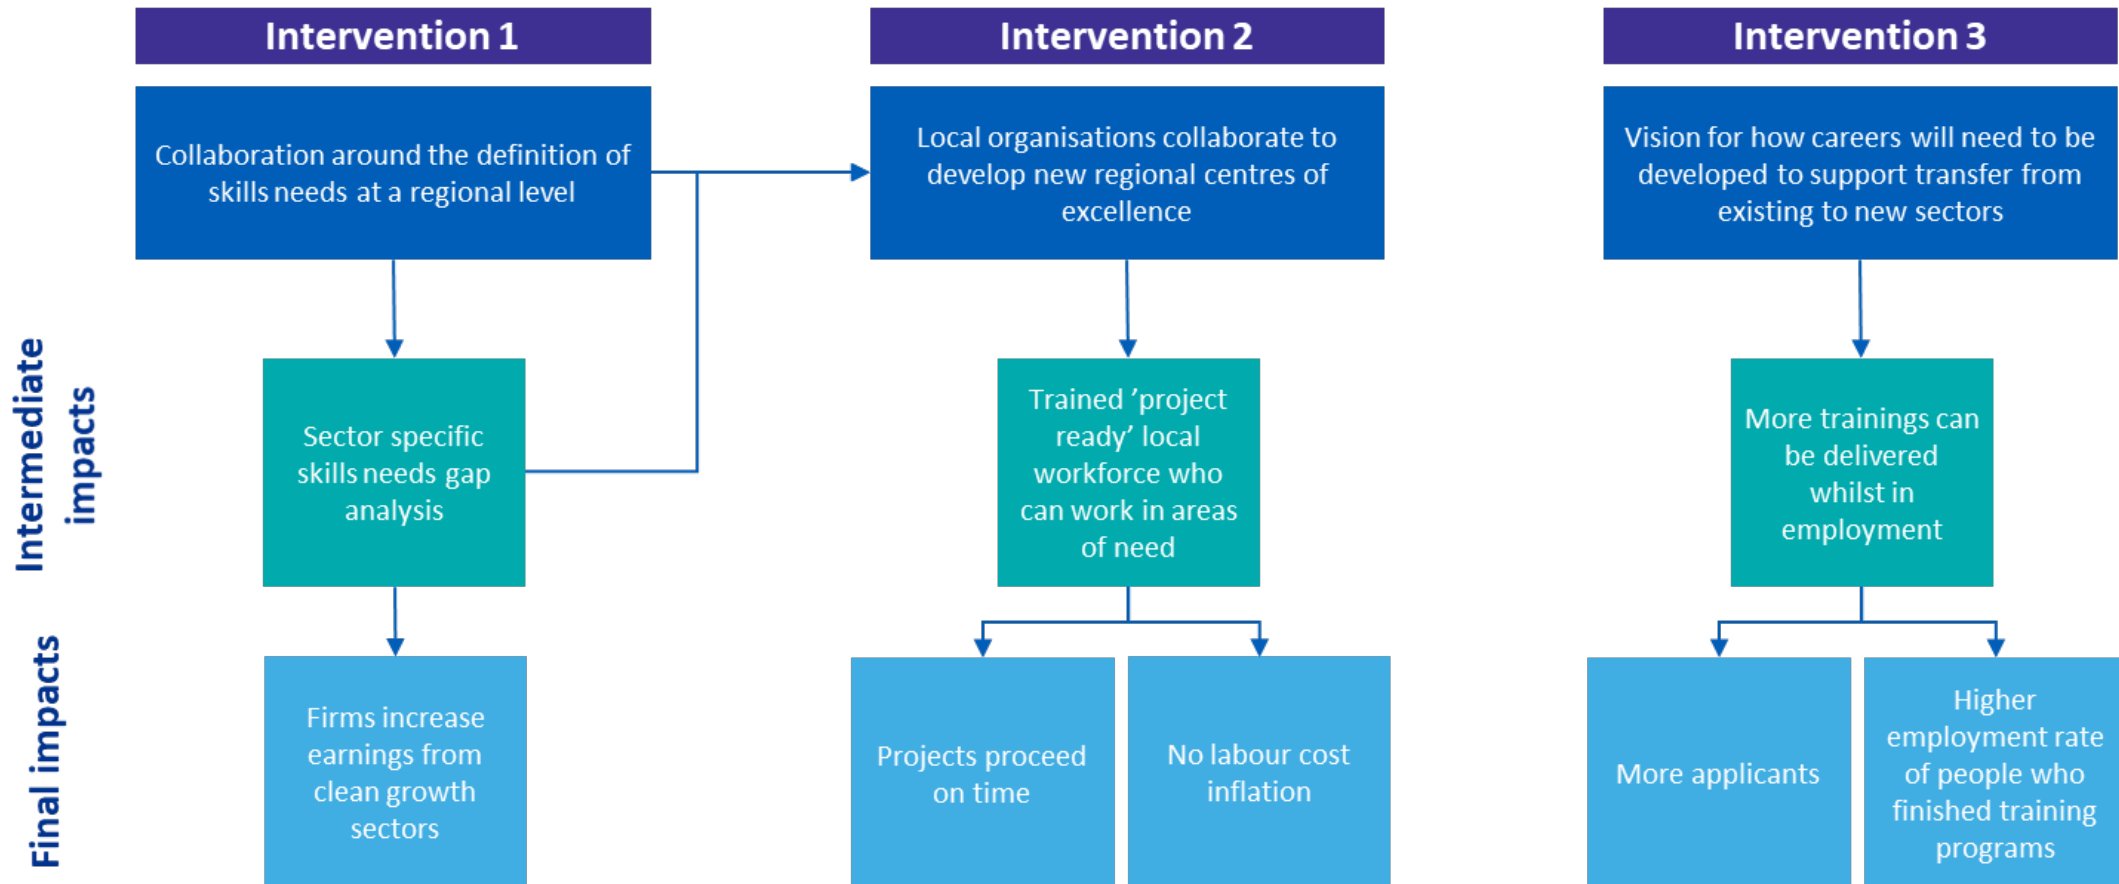 Intervention 1
Intervention 2
Intervention 3
Collaboration around the definition of
skills needs at a regional level
Local organisations collaborate to
develop new regional centres of
excellence
Vision for how careers will need to be
developed to support transfer from
existing to new sectors
Intermediate
impacts
Sector specific
skills needs gap
analysis
Trained ’project
ready’ local
workforce who
can work in areas
of need
More trainings can
be delivered
whilst in
employment
Final impacts
Firms increase
earnings from
clean growth
sectors
Projects proceed
on time
No labour cost
inflation
More applicants
Higher
employment rate
of people who
finished training
programs